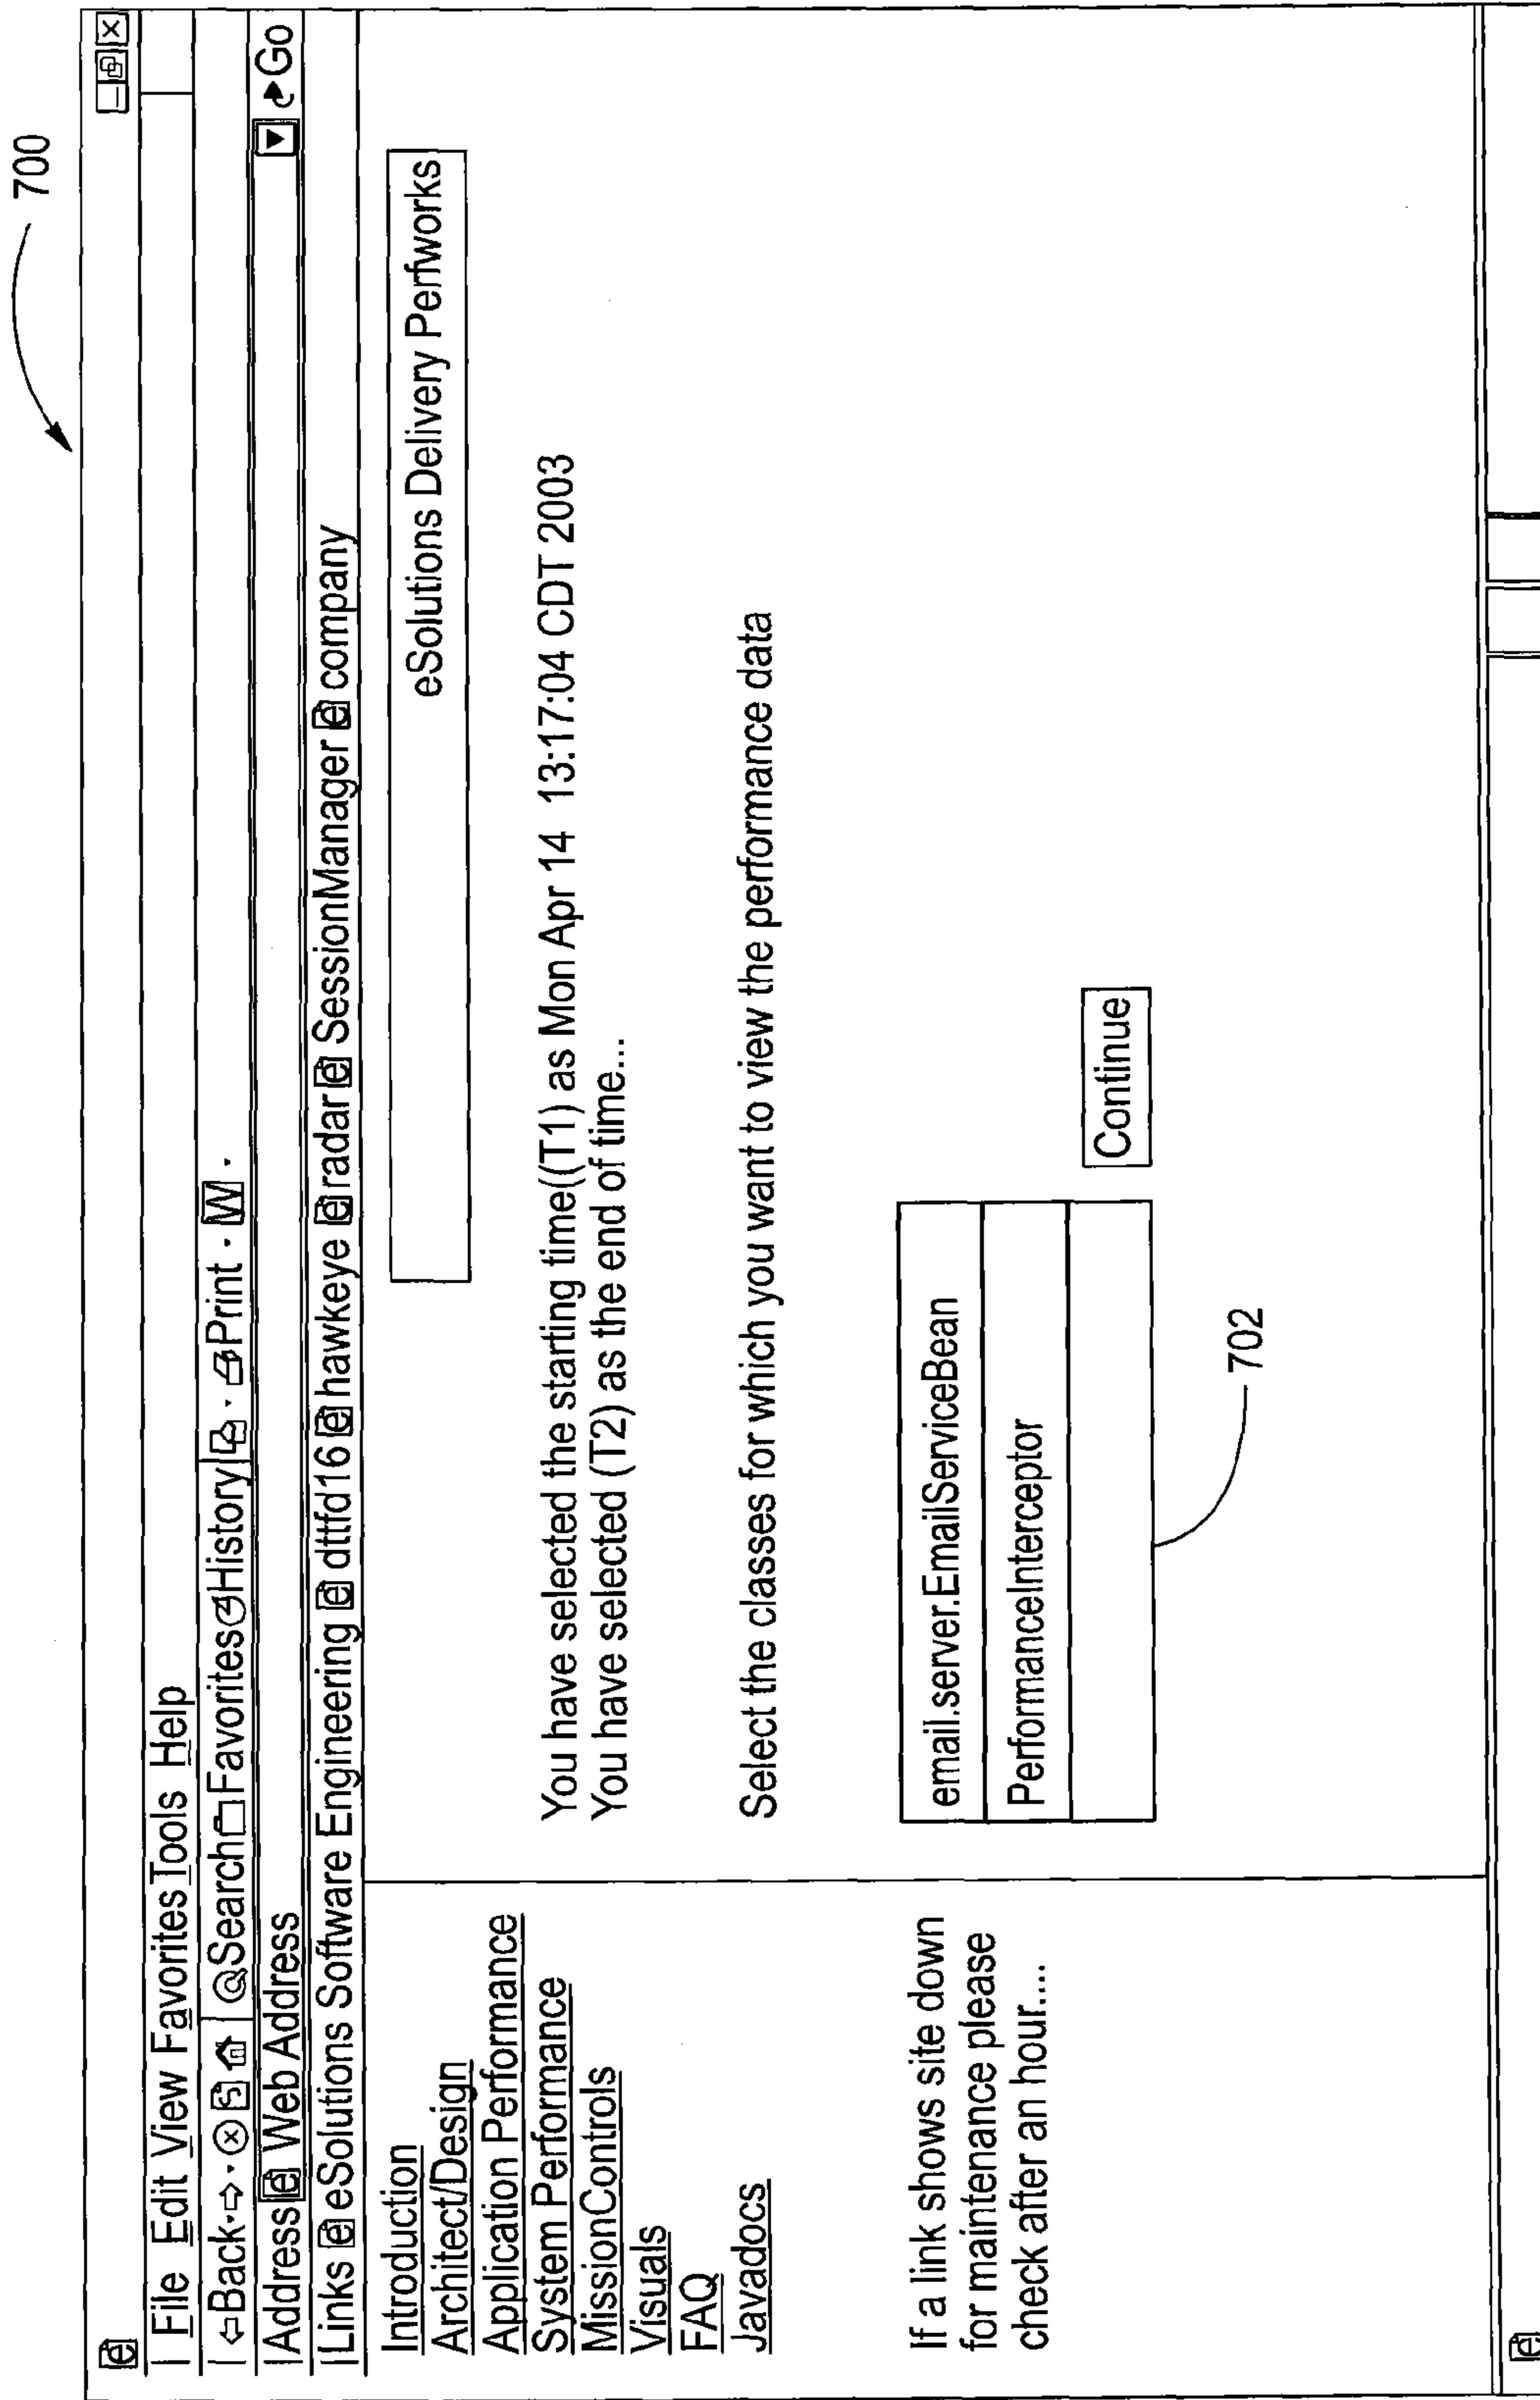 700
File Edit View Favorites Tools Help
Back Search Favorites History Print W
Address Web Address Go
Links eSolutions Software Engineering dttfd16 hawkeye radar SessionManager company
eSolutions Delivery Perfworks
Introduction
Architect/Design
Application Performance
System Performance
MissionControls
Visuals
FAQ
Javadocs
If a link shows site down
for maintenance please
check after an hour....
You have selected the starting time((T1) as Mon Apr 14 13:17:04 CDT 2003
You have selected (T2) as the end of time...
Select the classes for which you want to view the performance data
email.server.EmailServiceBean
PerformanceInterceptor
Continue
702